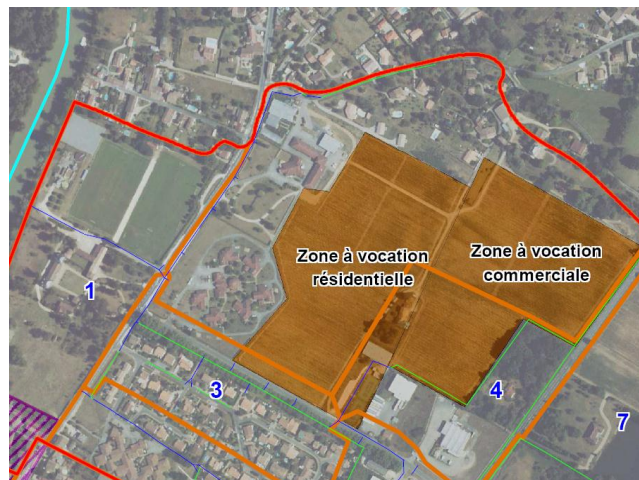 Zone à vocation
résidentielle
Zone à vocation
commerciale
1
3
4
7